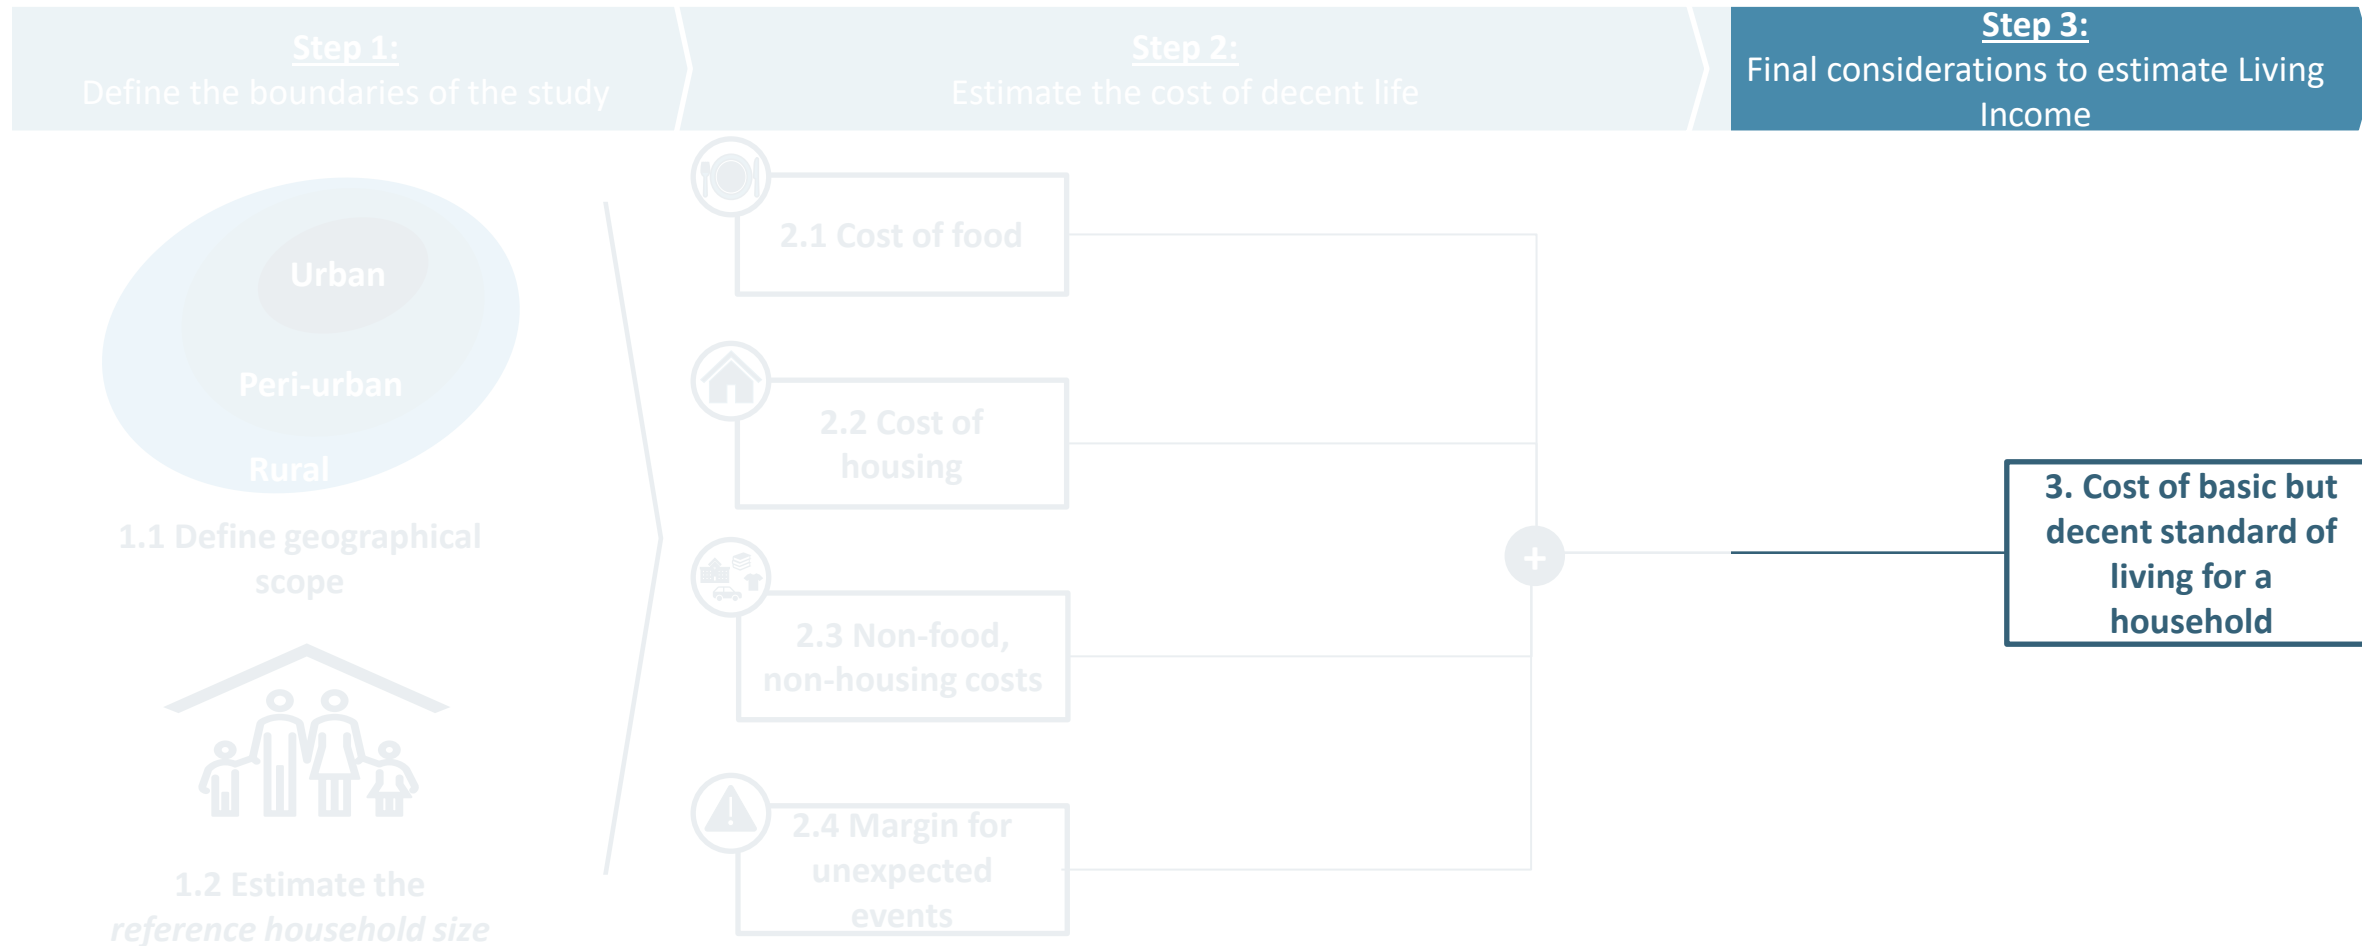 Step 1:
Define the boundaries of the study
Step 2:
Estimate the cost of decent life
Step 3:
Final considerations to estimate Living
Income
Urban
Peri-urban
Rural
1.1 Define geographical
scope
1.2 Estimate the
reference household size
2.1 Cost of food
2.2 Cost of
housing
2.3 Non-food,
non-housing costs
2.4 Margin for
unexpected
events
+
3. Cost of basic but
decent standard of
living for a
household